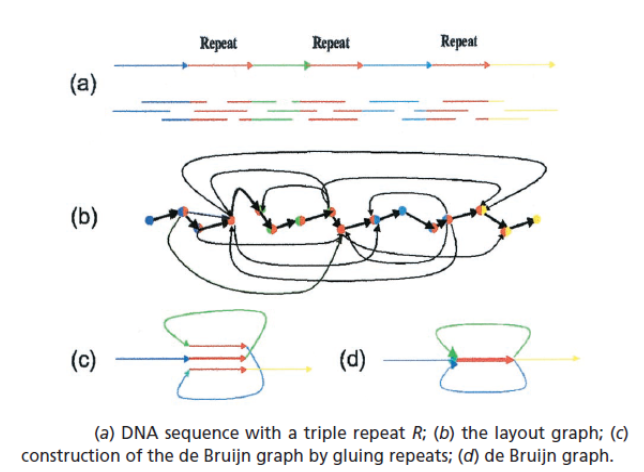 Repeat Repeat Repeat
(a)
(b)
(c) (d)
(a) DNA sequence with a triple repeat R; (b) the layout graph; (c)
construction of the de Bruijn graph by gluing repeats; (d) de Bruijn graph.